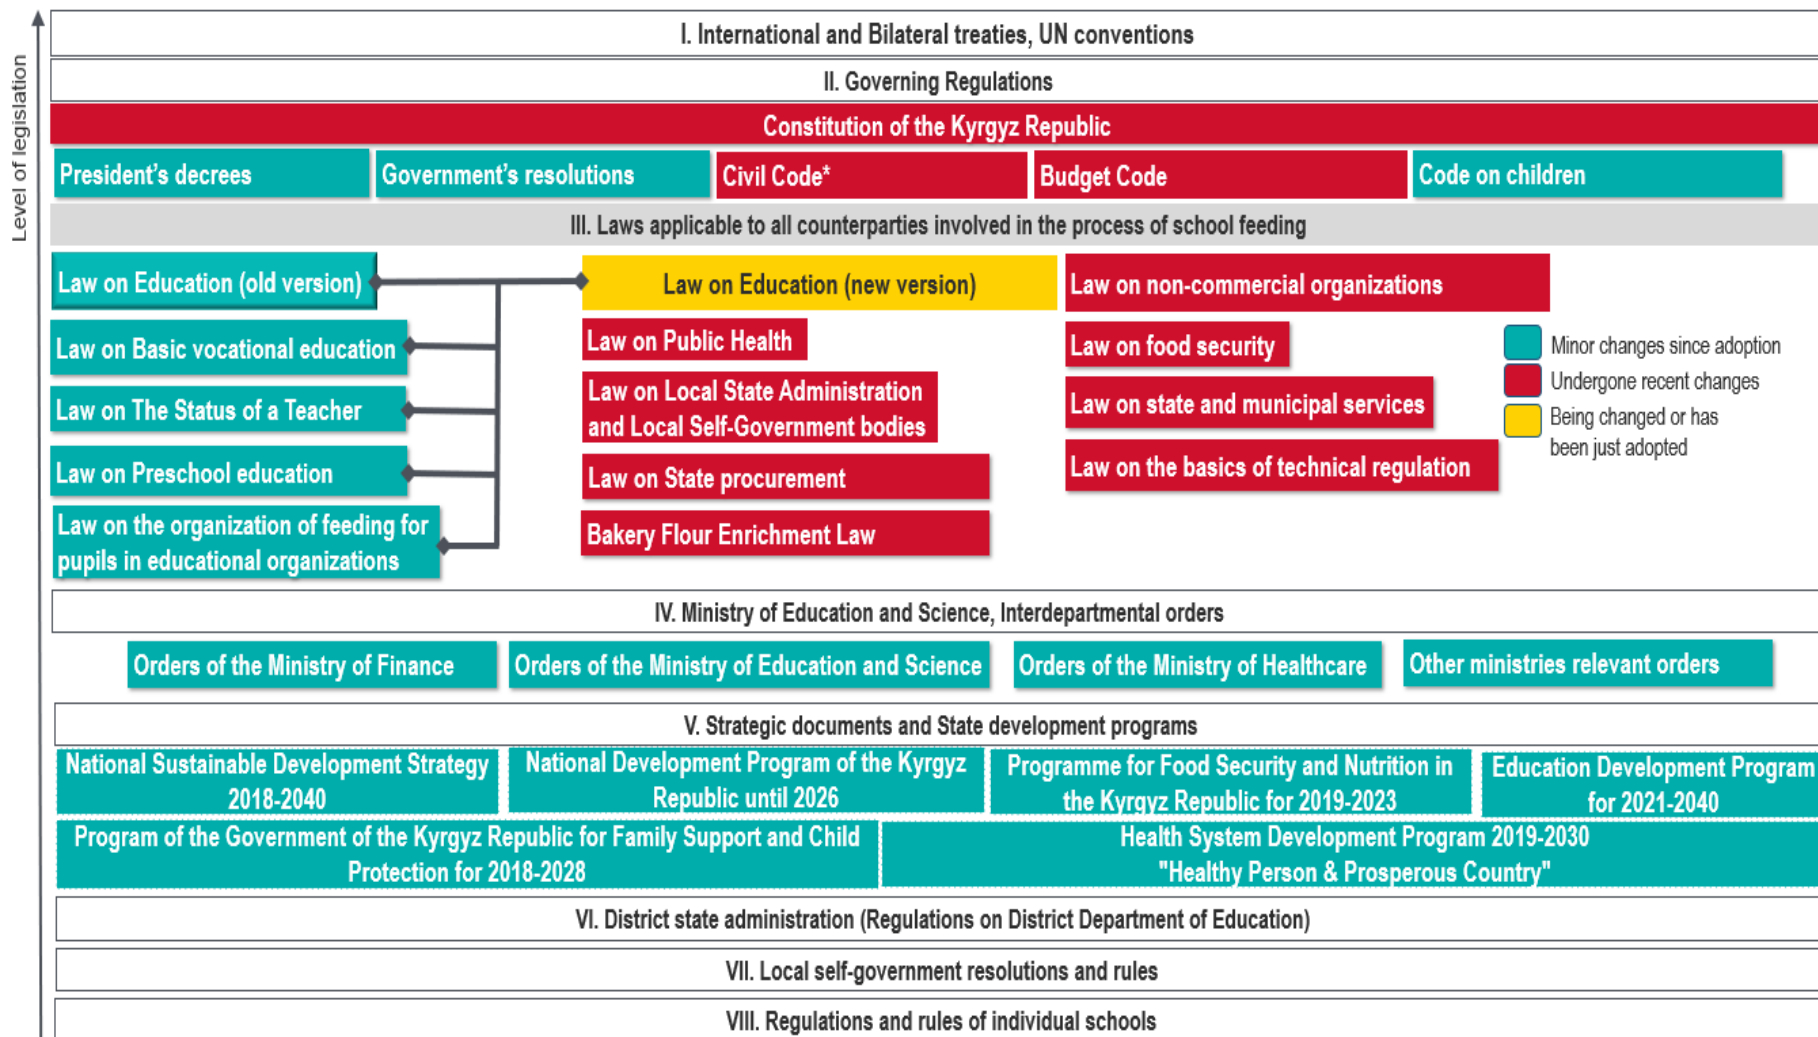 Level of legislation
I. International and Bilateral treaties, UN conventions
II. Governing Regulations
Constitution of the Kyrgyz Republic
President's decrees
Government's resolutions
Civil Code*
Budget Code
Code on children
III. Laws applicable to all counterparties involved in the process of school feeding
Law on Education (old version)
Law on Basic vocational education
Law on The Status of a Teacher
Law on Preschool education
Law on the organization of feeding for
pupils in educational organizations
Law on Education (new version)
Law on Public Health
Law on Local State Administration
and Local Self-Government bodies
Law on State procurement
Bakery Flour Enrichment Law
Law on non-commercial organizations
Law on food security
Law on state and municipal services
Law on the basics of technical regulation
Minor changes since adoption
Undergone recent changes
Being changed or has
been just adopted
IV. Ministry of Education and Science, Interdepartmental orders
Orders of the Ministry of Finance
Orders of the Ministry of Education and Science
Orders of the Ministry of Healthcare
Other ministries relevant orders
V. Strategic documents and State development programs
National Sustainable Development Strategy
2018-2040
National Development Program of the Kyrgyz
Republic until 2026
Programme for Food Security and Nutrition in
the Kyrgyz Republic for 2019-2023
Education Development Program
for 2021-2040
Program of the Government of the Kyrgyz Republic for Family Support and Child
Protection for 2018-2028
Health System Development Program 2019-2030
"Healthy Person & Prosperous Country"
VI. District state administration (Regulations on District Department of Education)
VII. Local self-government resolutions and rules
VIII. Regulations and rules of individual schools